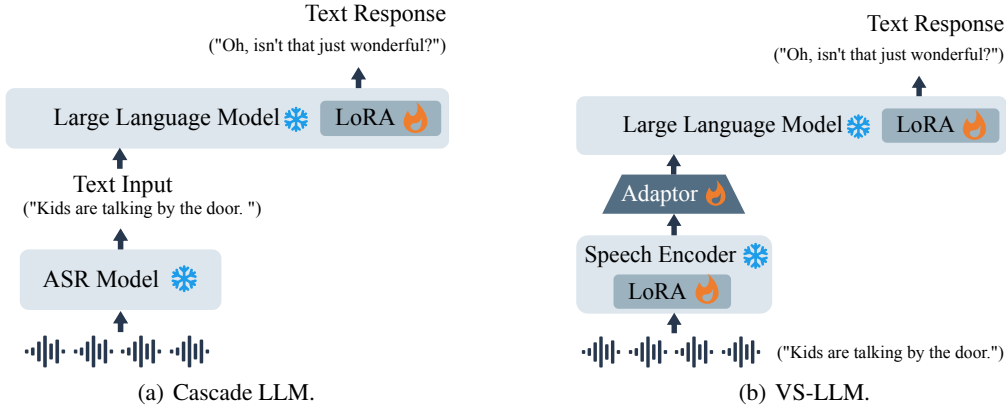 Text Response
("Oh, isn't that just wonderful?")
Large Language Model
LoRA
Text Input
("Kids are talking by the door. ")
ASR Model
(a) Cascade LLM.
Text Response
("Oh, isn't that just wonderful?")
Large Language Model
LoRA
Adaptor
Speech Encoder
LoRA
("Kids are talking by the door.")
(b) VS-LLM.